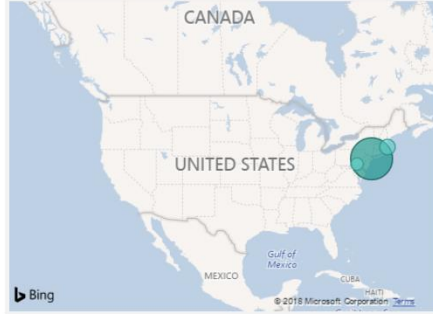 CANADA
UNITED STATES
Gulf of
Mexico
MEXICO
CUBA
HAITI
Bing
© 2018 Microsoft Corporation Terms